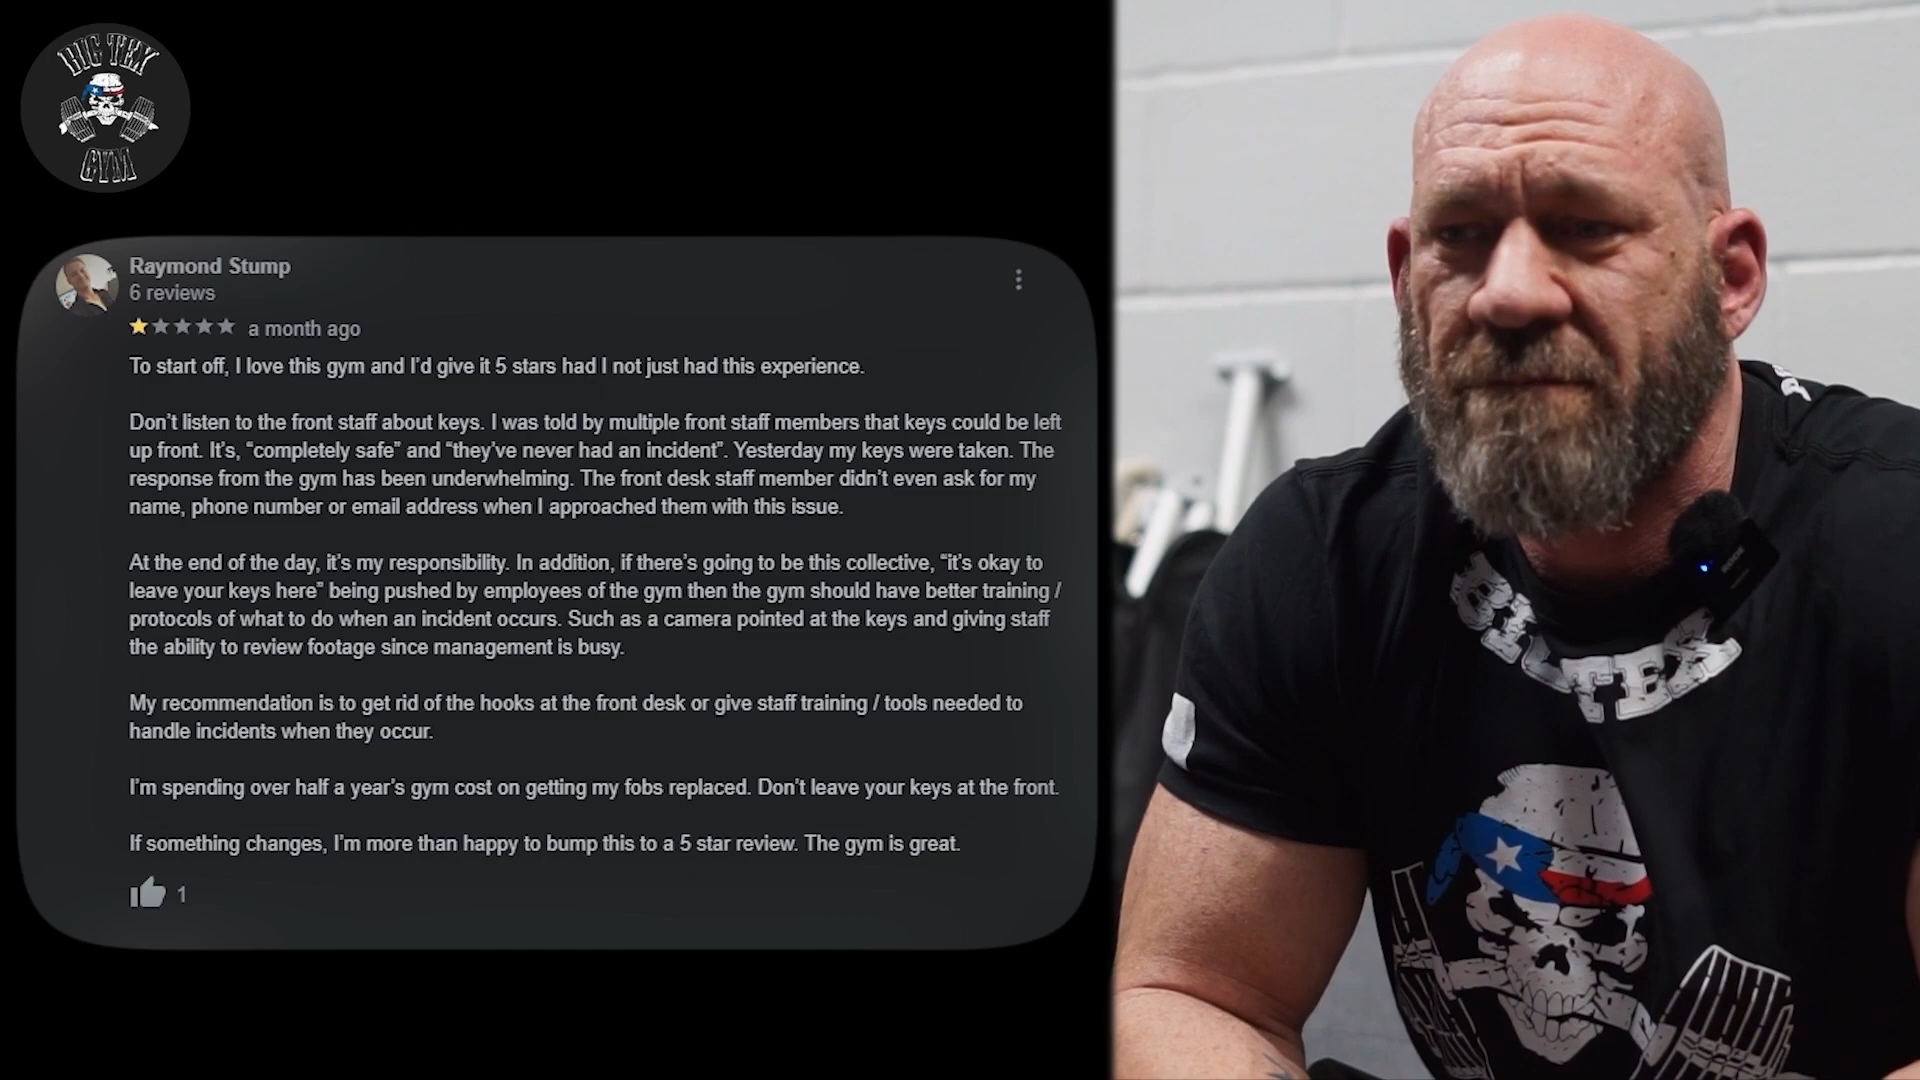 BIG TEX
GYM
Raymond Stump
6 reviews
a month ago
To start off, I love this gym and I'd give it 5 stars had I not just had this experience.
Don't listen to the front staff about keys. I was told by multiple front staff members that keys could be left
up front. It's, “completely safe” and “they've never had an incident”. Yesterday my keys were taken. The
response from the gym has been underwhelming. The front desk staff member didn't even ask for my
name, phone number or email address when I approached them with this issue.
At the end of the day, it's my responsibility. In addition, if there's going to be this collective, “it's okay to
leave your keys here” being pushed by employees of the gym then the gym should have better training /
protocols of what to do when an incident occurs. Such as a camera pointed at the keys and giving staff
the ability to review footage since management is busy.
My recommendation is to get rid of the hooks at the front desk or give staff training / tools needed to
handle incidents when they occur.
I'm spending over half a year's gym cost on getting my fobs replaced. Don't leave your keys at the front.
If something changes, I'm more than happy to bump this to a 5 star review. The gym is great.
1
RØDE
BIG TEX